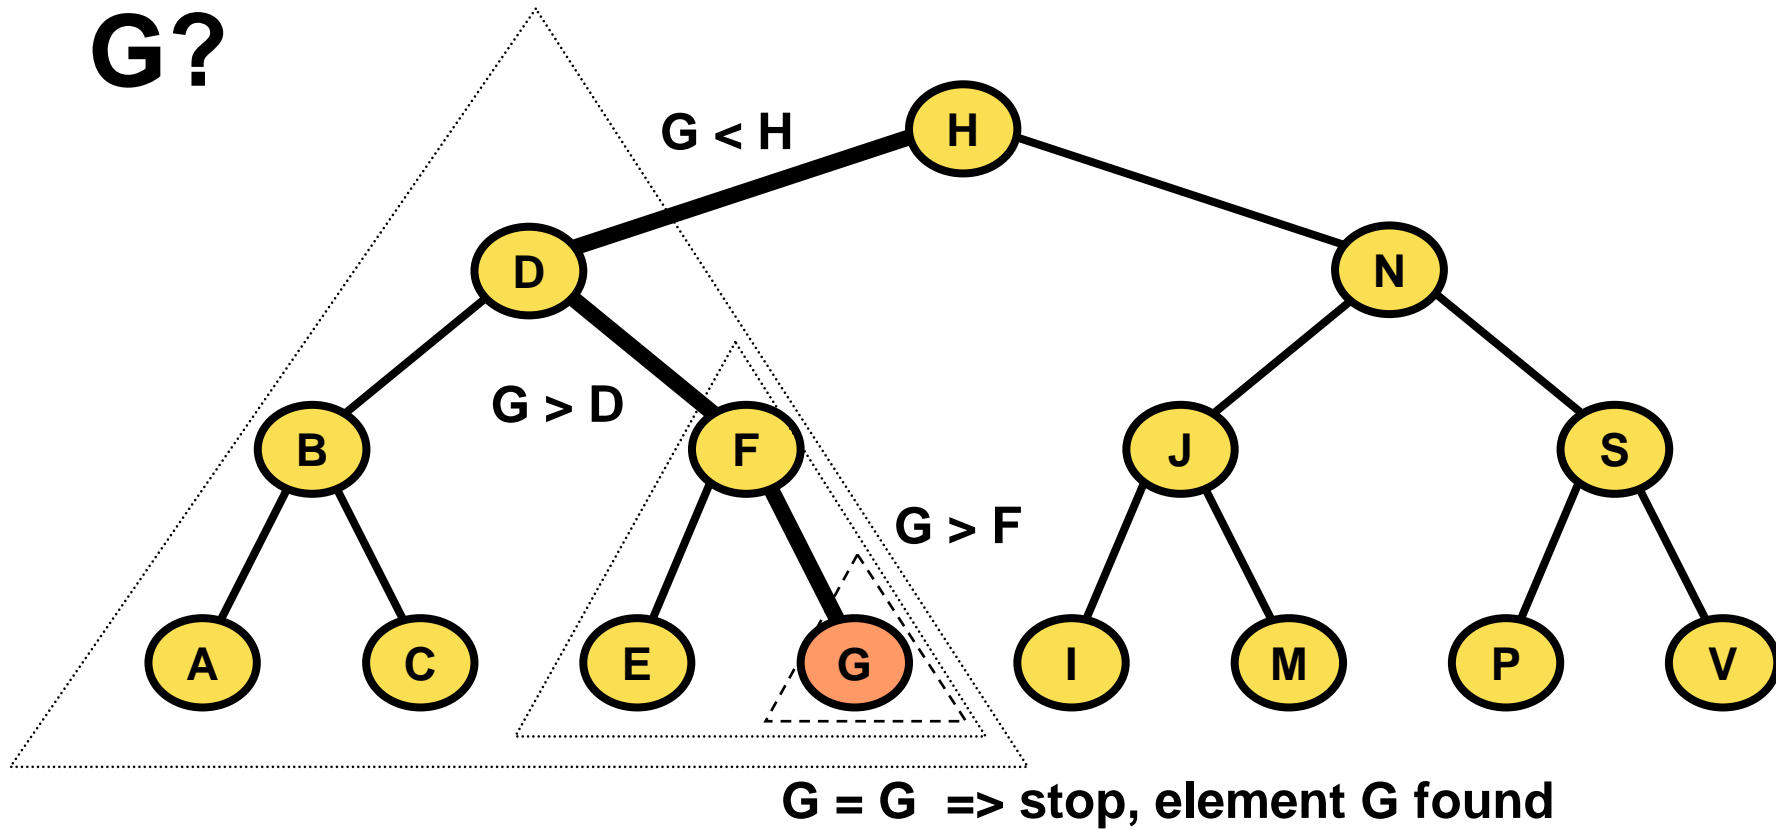 G?
G < H
H
D
N
G > D
B
F
J
S
G > F
A
C
E
G
I
M
P
V
G = G => stop, element G found